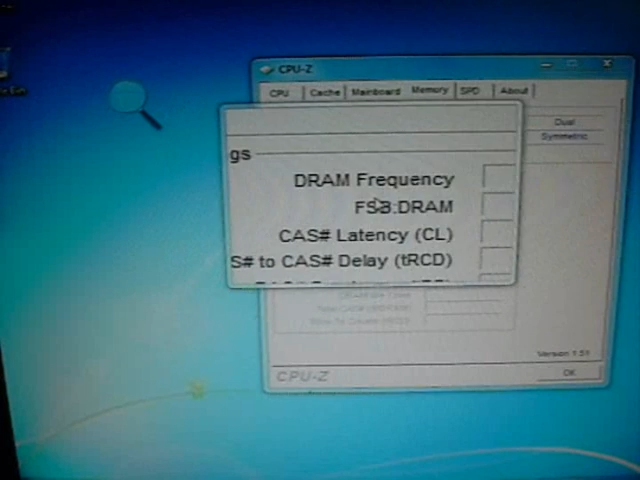 CPU-Z
CPU Cache Mainboard Memory SPD About
Dual
Symmetric
gs
DRAM Frequency
FSB:DRAM
CAS# Latency (CL)
S# to CAS# Delay (tRCD)
Version 1.51
CPU-Z
OK